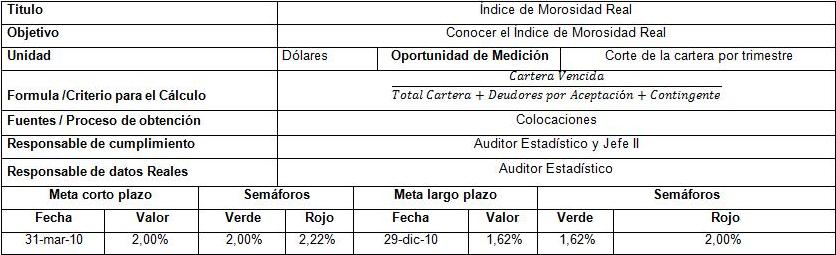 Titulo Índice de Morosidad Real
Objetivo Conocer el Índice de Morosidad Real
Unidad Dólares Oportunidad de Medición Corte de la cartera por trimestre
Formula /Criterio para el Cálculo Cartera Vencida
Total Cartera + Deudores por Aceptación + Contingente
Fuentes / Proceso de obtención Colocaciones
Responsable de cumplimiento Auditor Estadístico y Jefe II
Responsable de datos Reales Auditor Estadístico
Meta corto plazo Semáforos Meta largo plazo Semáforos
Fecha Valor Verde Rojo Fecha Valor Verde Rojo
31-mar-10 2,00% 2,00% 2,22% 29-dic-10 1,62% 1,62% 2,00%